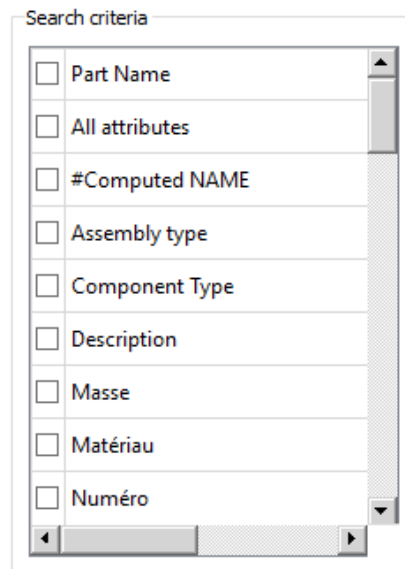 Search criteria
Part Name
All attributes
#Computed NAME
Assembly type
Component Type
Description
Masse
Matériau
Numéro